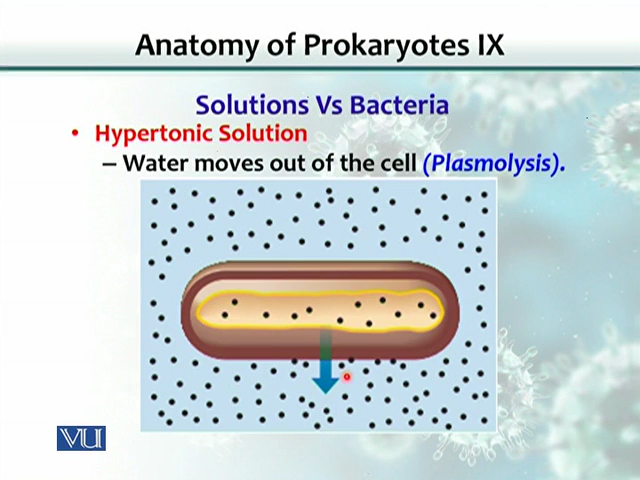 Anatomy of Prokaryotes IX
Solutions Vs Bacteria
• Hypertonic Solution
– Water moves out of the cell (Plasmolysis).
VU